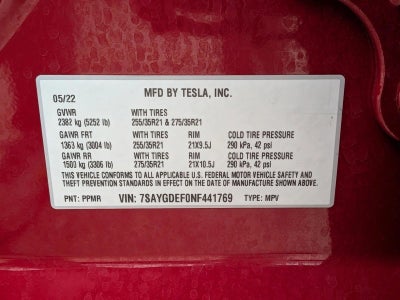 MFD BY TESLA, INC.
05/22
GVWR WITH TIRES
2382 kg (5252 lb) 255/35R21 & 275/35R21
GAWR FRT WITH TIRES RIM COLD TIRE PRESSURE
1363 kg (3004 lb) 255/35R21 21X9.5J 290 kPa, 42 psi
GAWR RR WITH TIRES RIM COLD TIRE PRESSURE
1500 kg (3306 lb) 275/35R21 21X10.5J 290 kPa, 42 psi
THIS VEHICLE CONFORMS TO ALL APPLICABLE U.S. FEDERAL MOTOR VEHICLE SAFETY AND
THEFT PREVENTION STANDARDS IN EFFECT ON THE DATE OF MANUFACTURE SHOWN ABOVE.
PNT: PPMR VIN: 7SAYGDEF0NF441769 TYPE: MPV